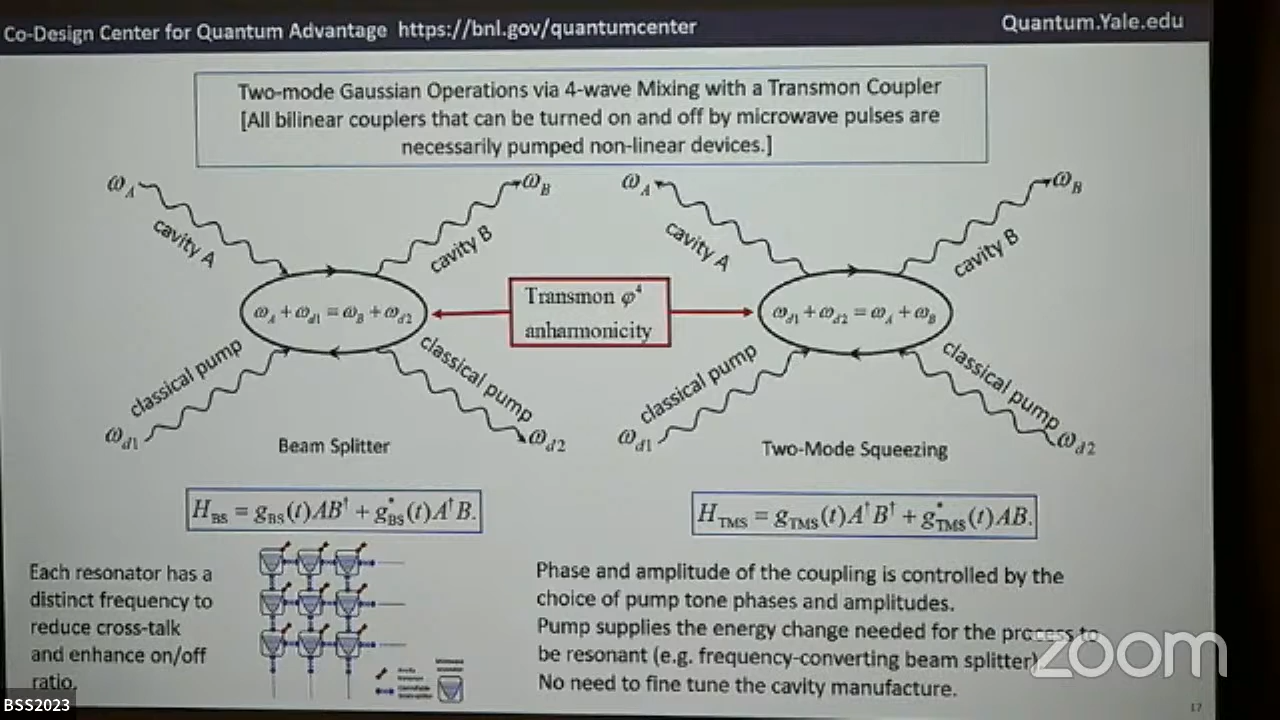 Co-Design Center for Quantum Advantage https://bnl.gov/quantumcenter
Quantum.Yale.edu
Two-mode Gaussian Operations via 4-wave Mixing with a Transmon Coupler
[All bilinear couplers that can be turned on and off by microwave pulses are
necessarily pumped non-linear devices.]
ω_A
ω_B
ω_A
ω_B
cavity A
cavity B
cavity A
cavity B
ω_A + ω_d1 = ω_B + ω_d2
Transmon φ⁴
anharmonicity
ω_d1 + ω_d2 = ω_A + ω_B
classical pump
classical pump
classical pump
classical pump
ω_d1
ω_d2
ω_d1
ω_d2
Beam Splitter
Two-Mode Squeezing
H_BS = g_BS(t)AB† + g*_BS(t)A†B.
H_TMS = g_TMS(t)A†B† + g*_TMS(t)AB.
Each resonator has a
distinct frequency to
reduce cross-talk
and enhance on/off
ratio.
Phase and amplitude of the coupling is controlled by the
choice of pump tone phases and amplitudes.
Pump supplies the energy change needed for the process to
be resonant (e.g. frequency-converting beam splitter)
No need to fine tune the cavity manufacture.
zoom
BSS2023
17